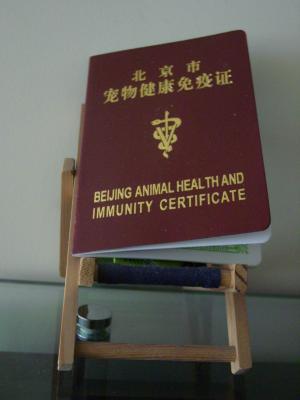 北京市
宠物健康免疫证
BEIJING ANIMAL HEALTH AND
IMMUNITY CERTIFICATE